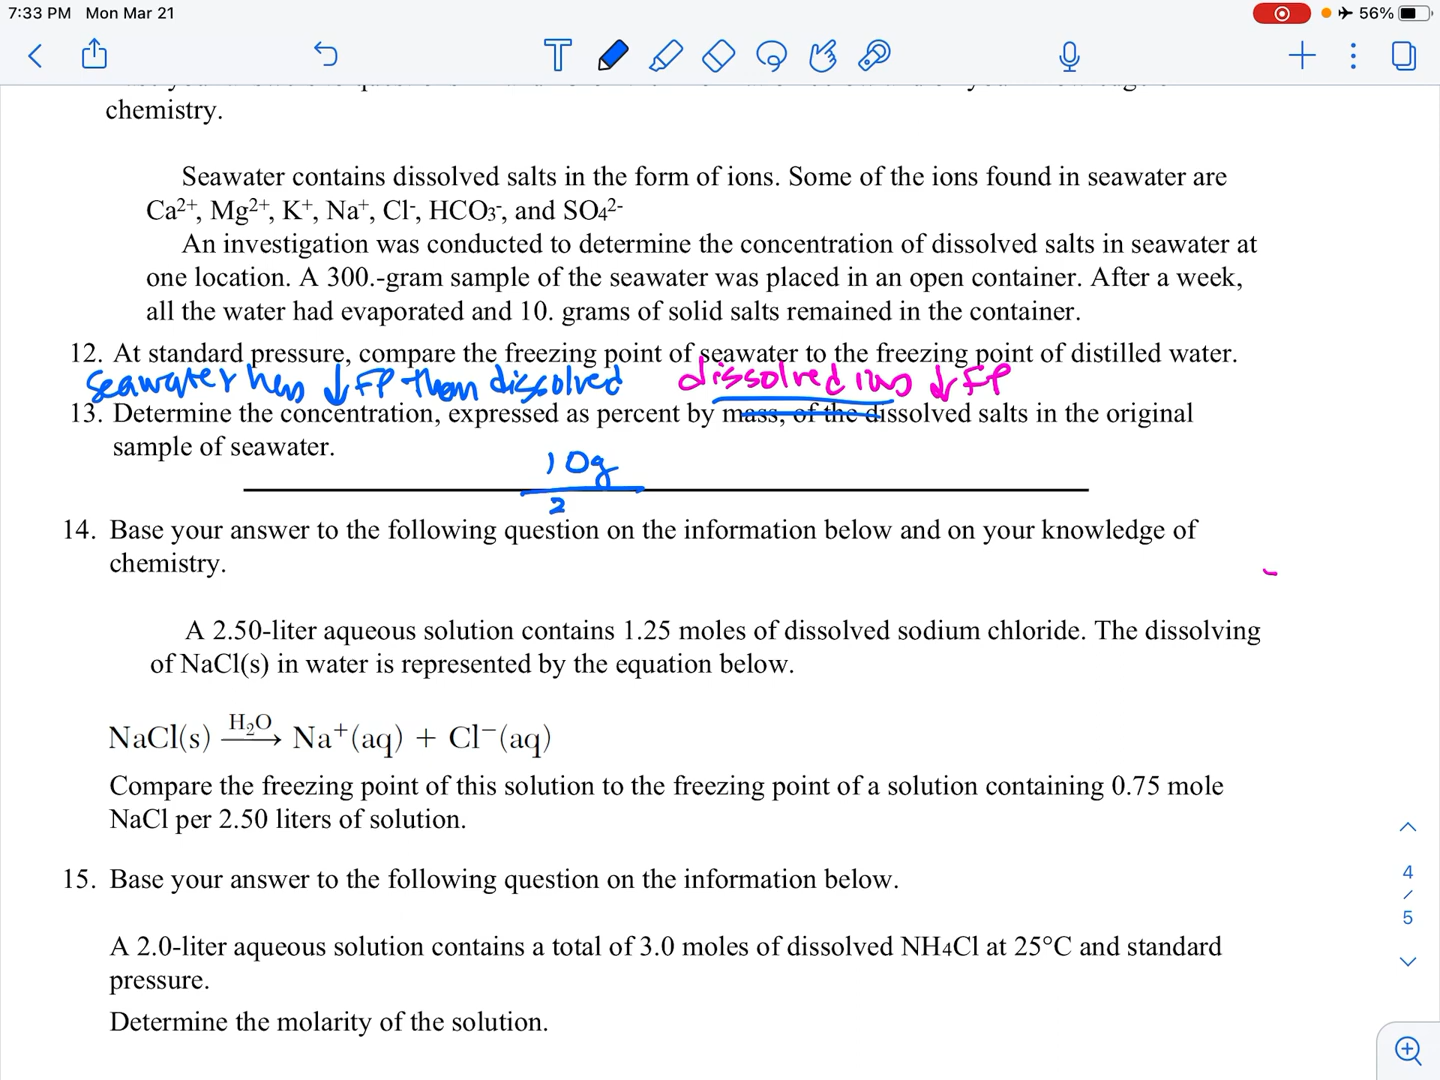 7:33 PM Mon Mar 21
56%
chemistry.
Seawater contains dissolved salts in the form of ions. Some of the ions found in seawater are
Ca2+, Mg2+, K+, Na+, Cl-, HCO3-, and SO42-
An investigation was conducted to determine the concentration of dissolved salts in seawater at
one location. A 300.-gram sample of the seawater was placed in an open container. After a week,
all the water had evaporated and 10. grams of solid salts remained in the container.
12. At standard pressure, compare the freezing point of seawater to the freezing point of distilled water.
Seawater has ↓ FP than dissolved dissolved ions ↓ FP
13. Determine the concentration, expressed as percent by mass, of the dissolved salts in the original
sample of seawater.
10g
2
14. Base your answer to the following question on the information below and on your knowledge of
chemistry.
A 2.50-liter aqueous solution contains 1.25 moles of dissolved sodium chloride. The dissolving
of NaCl(s) in water is represented by the equation below.
NaCl(s) H2O→ Na+(aq) + Cl−(aq)
Compare the freezing point of this solution to the freezing point of a solution containing 0.75 mole
NaCl per 2.50 liters of solution.
15. Base your answer to the following question on the information below.
A 2.0-liter aqueous solution contains a total of 3.0 moles of dissolved NH4Cl at 25°C and standard
pressure.
Determine the molarity of the solution.
4
/
5